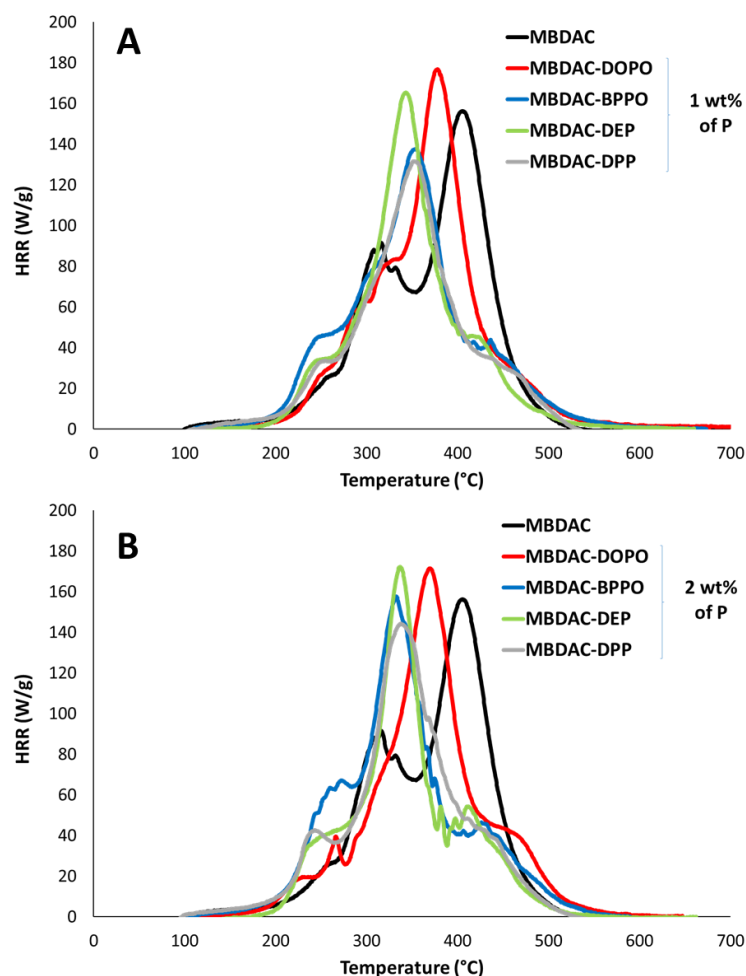 A
HRR (W/g)
200
180
160
140
120
100
80
60
40
20
0
MBDAC
MBDAC-DOPO
MBDAC-BPPO
MBDAC-DEP
MBDAC-DPP
1 wt%
of P
0 100 200 300 400 500 600 700
Temperature (°C)
B
HRR (W/g)
200
180
160
140
120
100
80
60
40
20
0
MBDAC
MBDAC-DOPO
MBDAC-BPPO
MBDAC-DEP
MBDAC-DPP
2 wt%
of P
0 100 200 300 400 500 600 700
Temperature (°C)